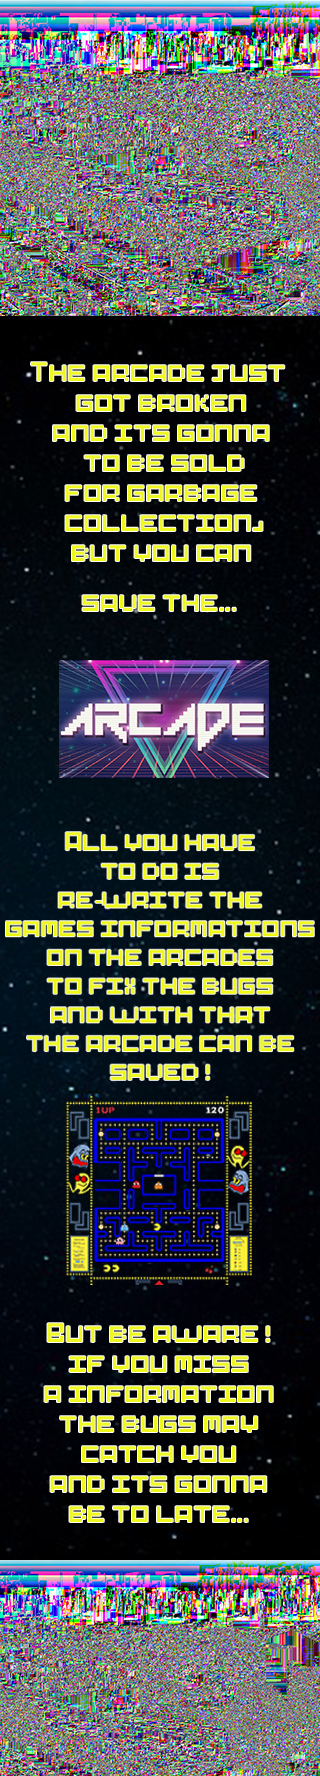 The arcade just
got broken
and its gonna
to be sold
for garbage
collection,
but you can
save the...
ARCADE
All you have
to do is
re-write the
games informations
on the arcades
to fix the bugs
and with that
the arcade can be
saved !
1UP 120
But be aware !
if you miss
a information
the bugs may
catch you
and its gonna
be to late...